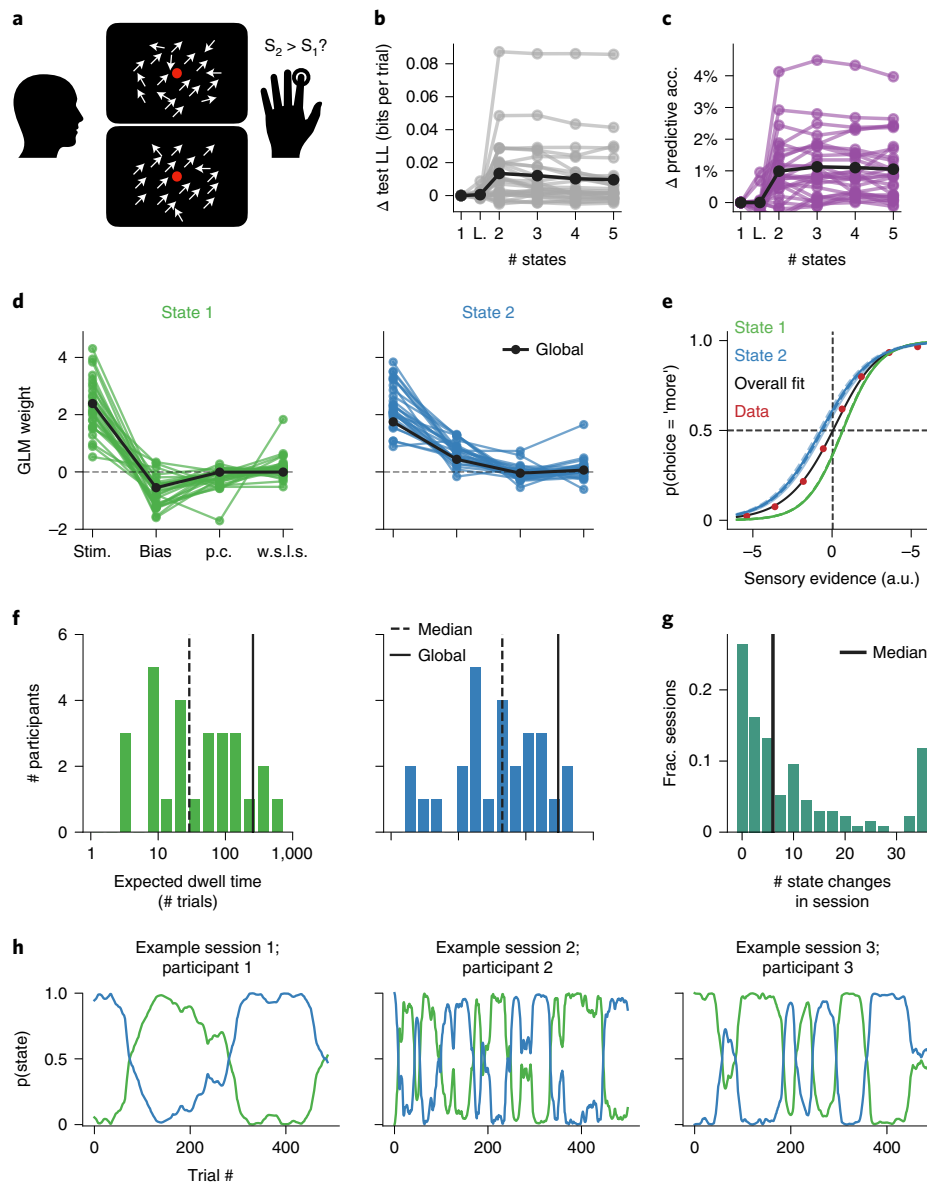 a
S2 > S1?
b
Δ test LL (bits per trial)
0.08
0.06
0.04
0.02
0
1 L. 2 3 4 5
# states
c
Δ predictive acc.
4%
3%
2%
1%
0
1 L. 2 3 4 5
# states
d
State 1
State 2
Global
GLM weight
4
2
0
–2
Stim. Bias p.c. w.s.l.s.
e
State 1
State 2
Overall fit
Data
p(choice = 'more')
1.0
0.5
0
–5 0 –5
Sensory evidence (a.u.)
f
# participants
6
4
2
0
1 10 100 1,000
Expected dwell time
(# trials)
Median
Global
g
Median
Frac. sessions
0.2
0
0 10 20 30
# state changes
in session
h
Example session 1;
participant 1
Example session 2;
participant 2
Example session 3;
participant 3
p(state)
1.0
0.5
0
0 200 400
0 200 400
0 200 400
Trial #